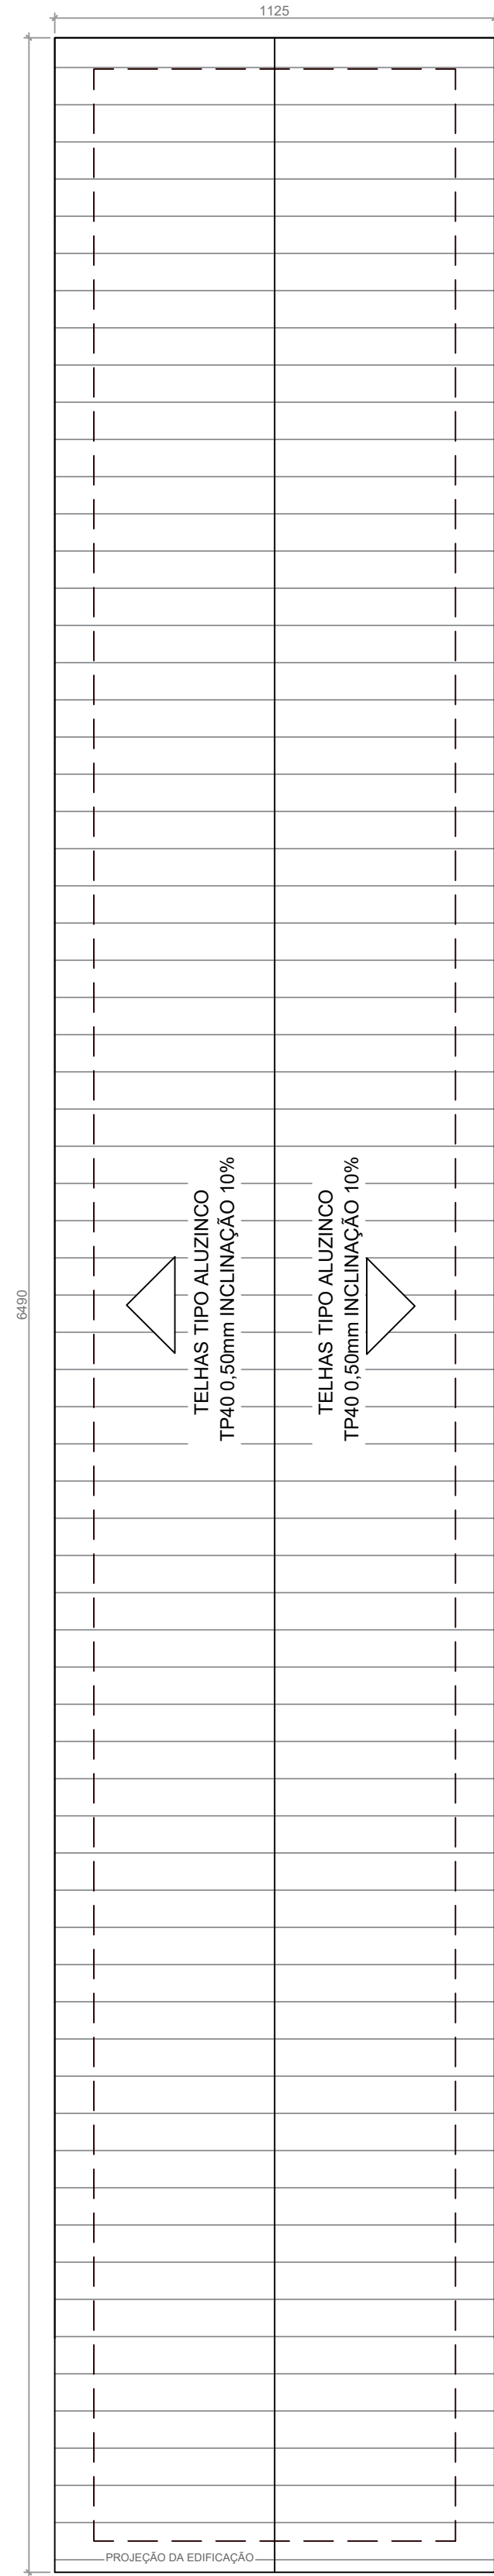 1125
6490
TELHAS TIPO ALUZINCO
TP40 0,50mm INCLINAÇÃO 10%
TELHAS TIPO ALUZINCO
TP40 0,50mm INCLINAÇÃO 10%
PROJEÇÃO DA EDIFICAÇÃO